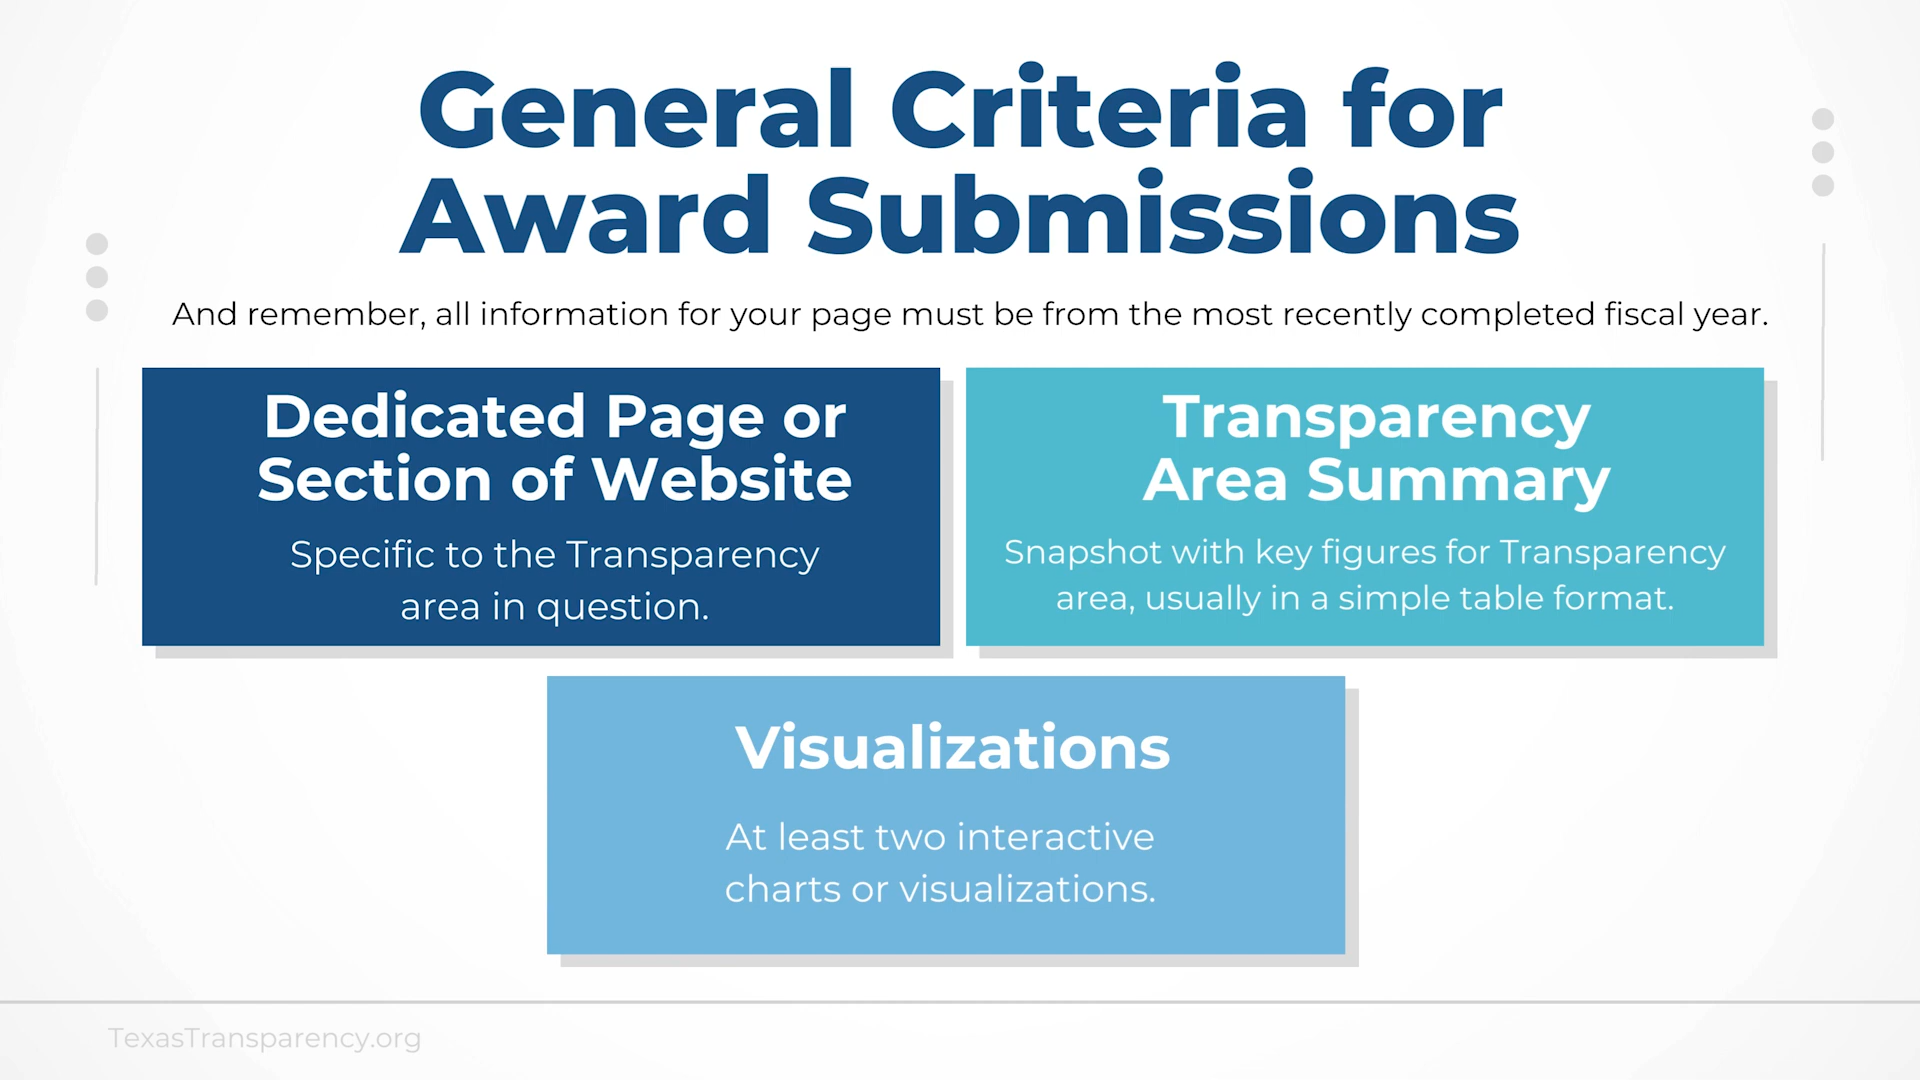 General Criteria for
Award Submissions
And remember, all information for your page must be from the most recently completed fiscal year.
Dedicated Page or
Section of Website
Specific to the Transparency
area in question.
Transparency
Area Summary
Snapshot with key figures for Transparency
area, usually in a simple table format.
Visualizations
At least two interactive
charts or visualizations.
TexasTransparency.org